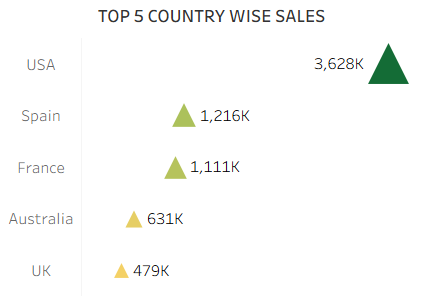 TOP 5 COUNTRY WISE SALES
USA 3,628K
Spain 1,216K
France 1,111K
Australia 631K
UK 479K